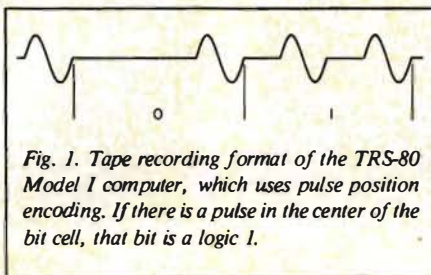 0 1
Fig. 1. Tape recording format of the TRS-80
Model I computer, which uses pulse position
encoding. If there is a pulse in the center of the
bit cell, that bit is a logic 1.